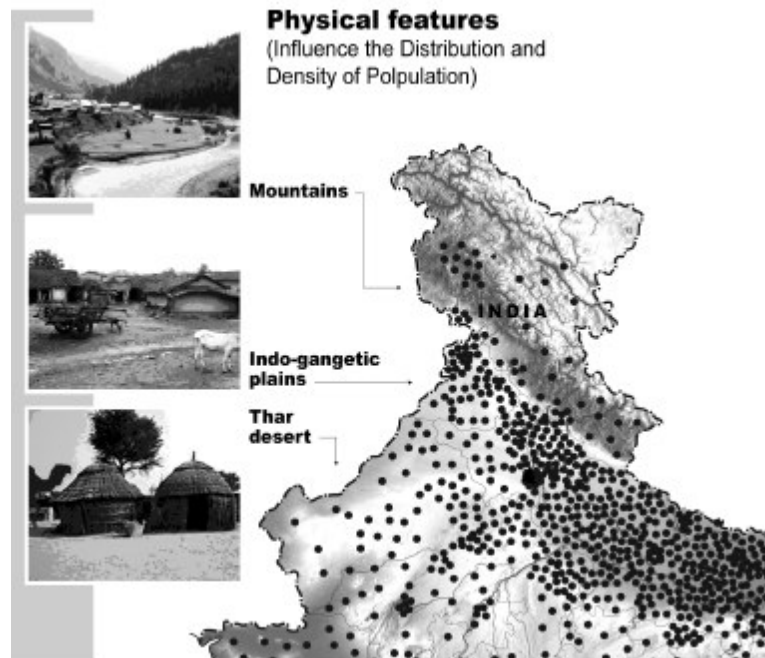 Physical features
(Influence the Distribution and
Density of Polpulation)
Mountains
INDIA
Indo-gangetic
plains
Thar
desert